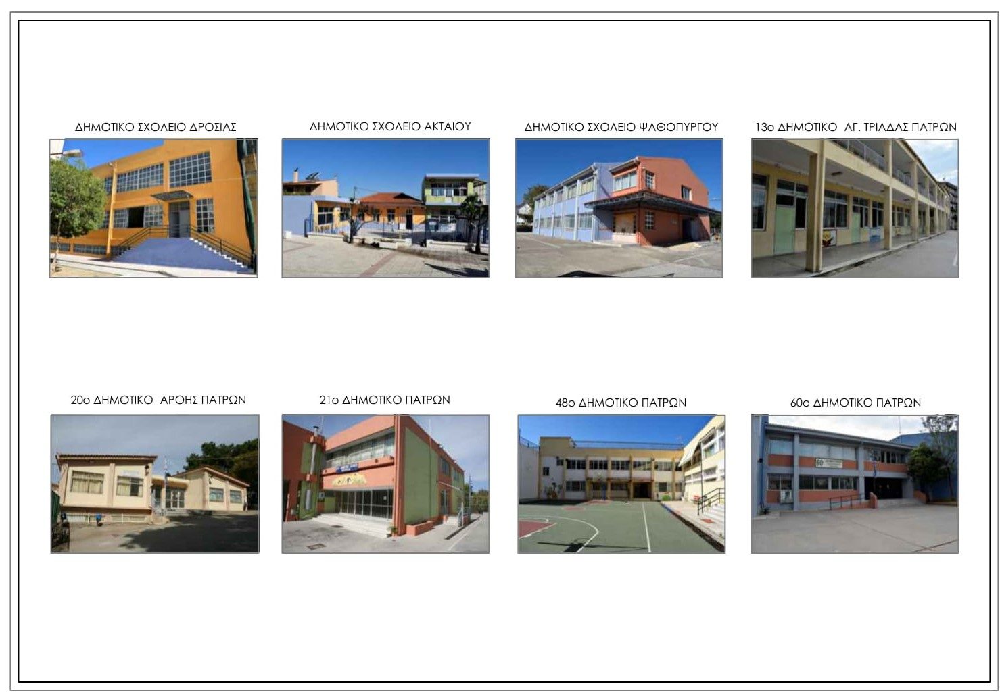 ΔΗΜΟΤΙΚΟ ΣΧΟΛΕΙΟ ΔΡΟΣΙΑΣ
ΔΗΜΟΤΙΚΟ ΣΧΟΛΕΙΟ ΑΚΤΑΙΟΥ
ΔΗΜΟΤΙΚΟ ΣΧΟΛΕΙΟ ΨΑΘΟΠΥΡΓΟΥ
13ο ΔΗΜΟΤΙΚΟ ΑΓ. ΤΡΙΑΔΑΣ ΠΑΤΡΩΝ
20ο ΔΗΜΟΤΙΚΟ ΑΡΟΗΣ ΠΑΤΡΩΝ
21ο ΔΗΜΟΤΙΚΟ ΠΑΤΡΩΝ
48ο ΔΗΜΟΤΙΚΟ ΠΑΤΡΩΝ
60ο ΔΗΜΟΤΙΚΟ ΠΑΤΡΩΝ
60